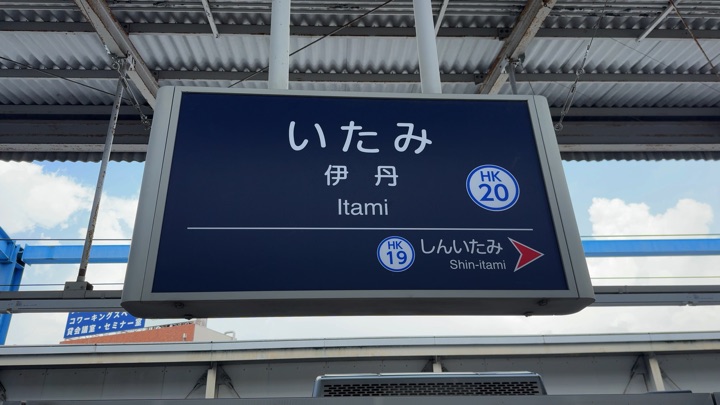 いたみ
伊丹
Itami
HK
20
HK
19
しんいたみ
Shin-itami
コワーキングスペ
貸会議室・セミナー室